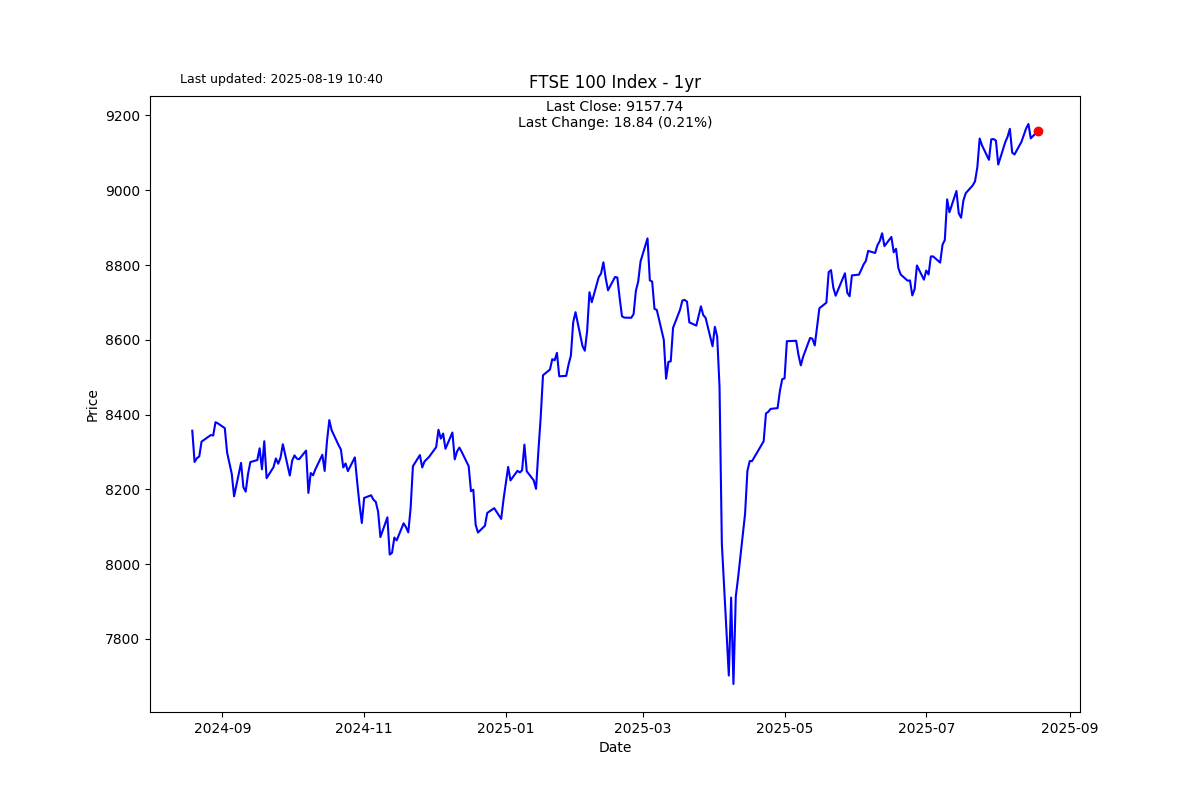 Last updated: 2025-08-19 10:40
FTSE 100 Index - 1yr
Last Close: 9157.74
Last Change: 18.84 (0.21%)
9200
9000
8800
8600
8400
8200
8000
7800
Price
2024-09 2024-11 2025-01 2025-03 2025-05 2025-07 2025-09
Date